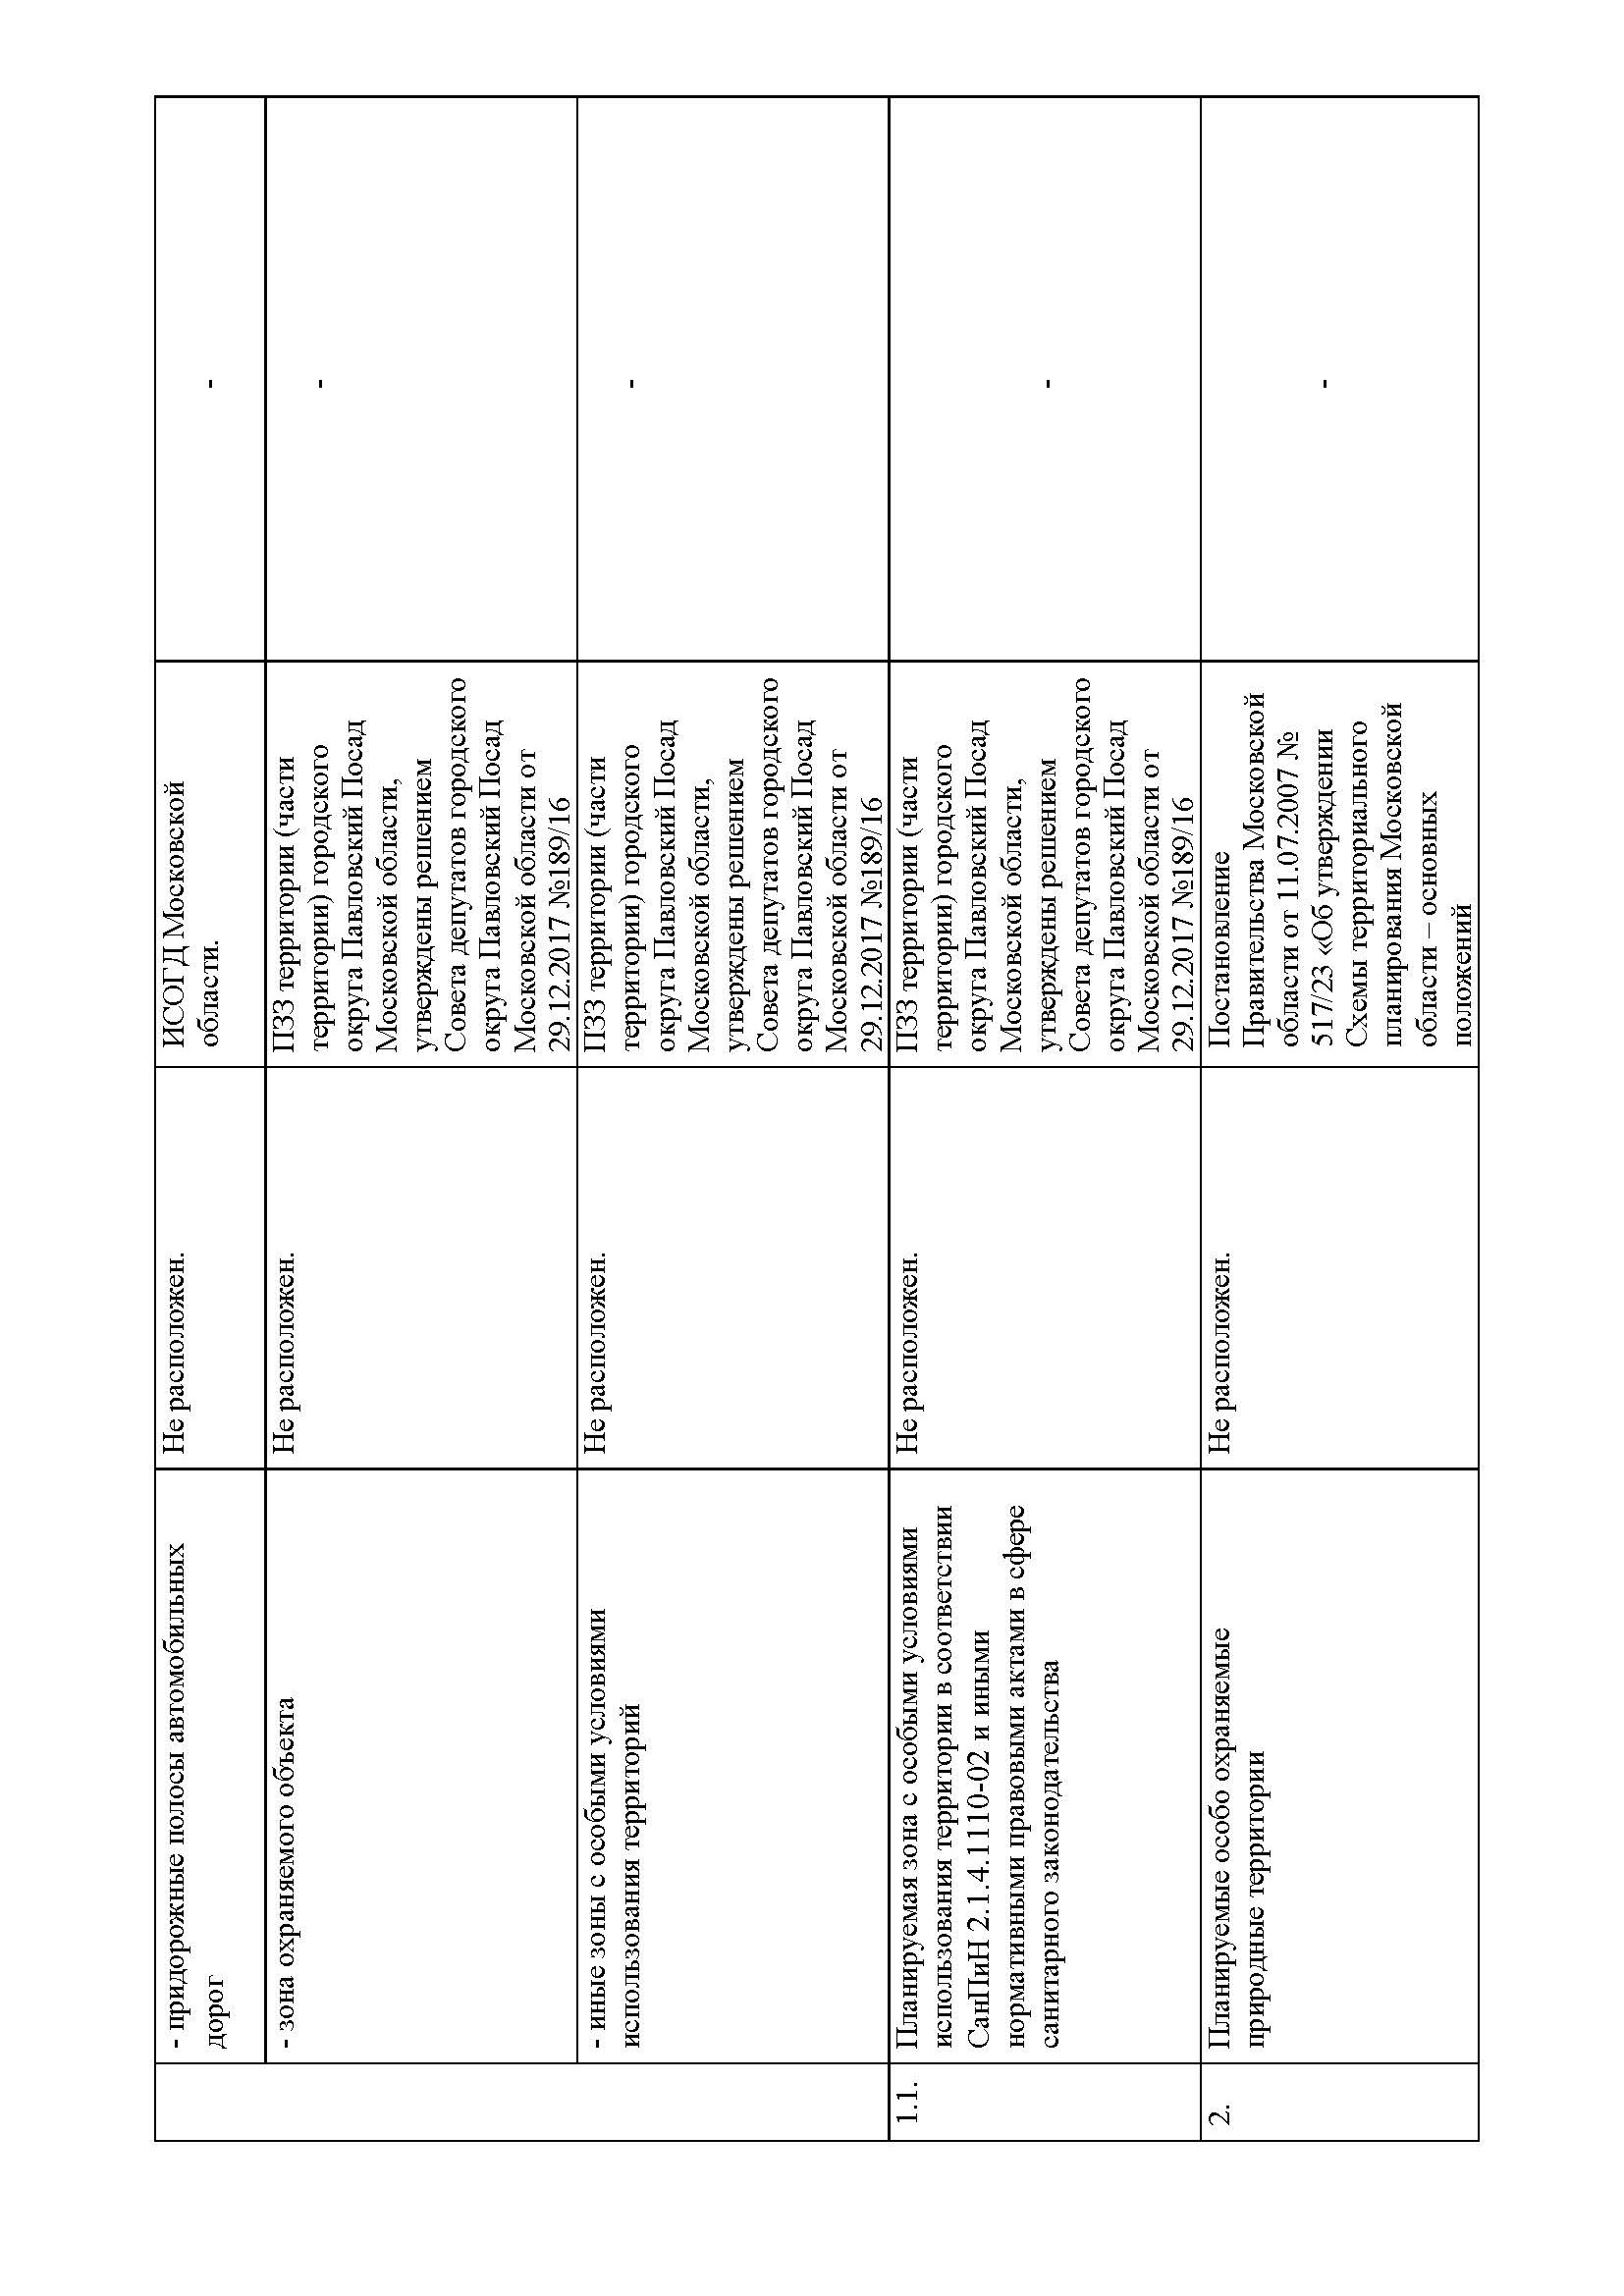 - придорожные полосы автомобильных
дорог
Не расположен.
ИСОГД Московской
области.
-
- зона охраняемого объекта
Не расположен.
ПЗЗ территории (части
территории) городского
округа Павловский Посад
Московской области,
утверждены решением
Совета депутатов городского
округа Павловский Посад
Московской области от
29.12.2017 №189/16
-
- иные зоны с особыми условиями
использования территорий
Не расположен.
ПЗЗ территории (части
территории) городского
округа Павловский Посад
Московской области,
утверждены решением
Совета депутатов городского
округа Павловский Посад
Московской области от
29.12.2017 №189/16
-
1.1.
Планируемая зона с особыми условиями
использования территории в соответствии
СанПиН 2.1.4.1110-02 и иными
нормативными правовыми актами в сфере
санитарного законодательства
Не расположен.
ПЗЗ территории (части
территории) городского
округа Павловский Посад
Московской области,
утверждены решением
Совета депутатов городского
округа Павловский Посад
Московской области от
29.12.2017 №189/16
-
2.
Планируемые особо охраняемые
природные территории
Не расположен.
Постановление
Правительства Московской
области от 11.07.2007 №
517/23 «Об утверждении
Схемы территориального
планирования Московской
области – основных
положений
-